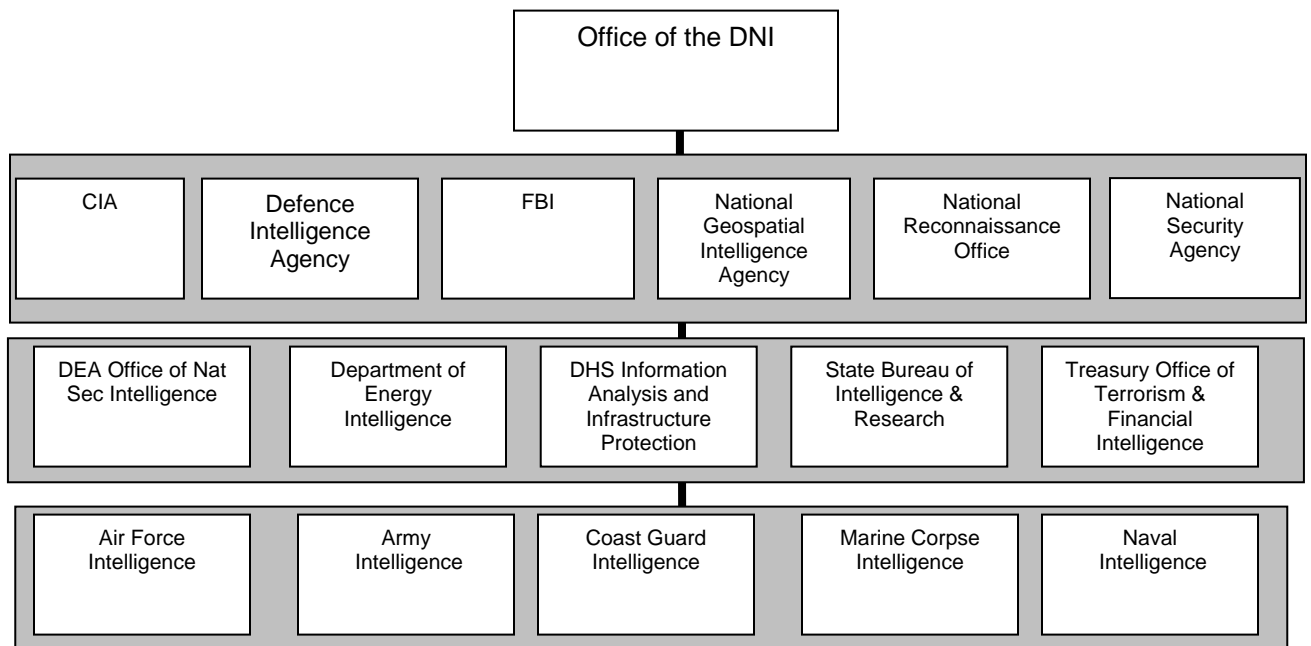 Office of the DNI
CIA
Defence
Intelligence
Agency
FBI
National
Geospatial
Intelligence
Agency
National
Reconnaissance
Office
National
Security
Agency
DEA Office of Nat
Sec Intelligence
Department of
Energy
Intelligence
DHS Information
Analysis and
Infrastructure
Protection
State Bureau of
Intelligence &
Research
Treasury Office of
Terrorism &
Financial
Intelligence
Air Force
Intelligence
Army
Intelligence
Coast Guard
Intelligence
Marine Corpse
Intelligence
Naval
Intelligence